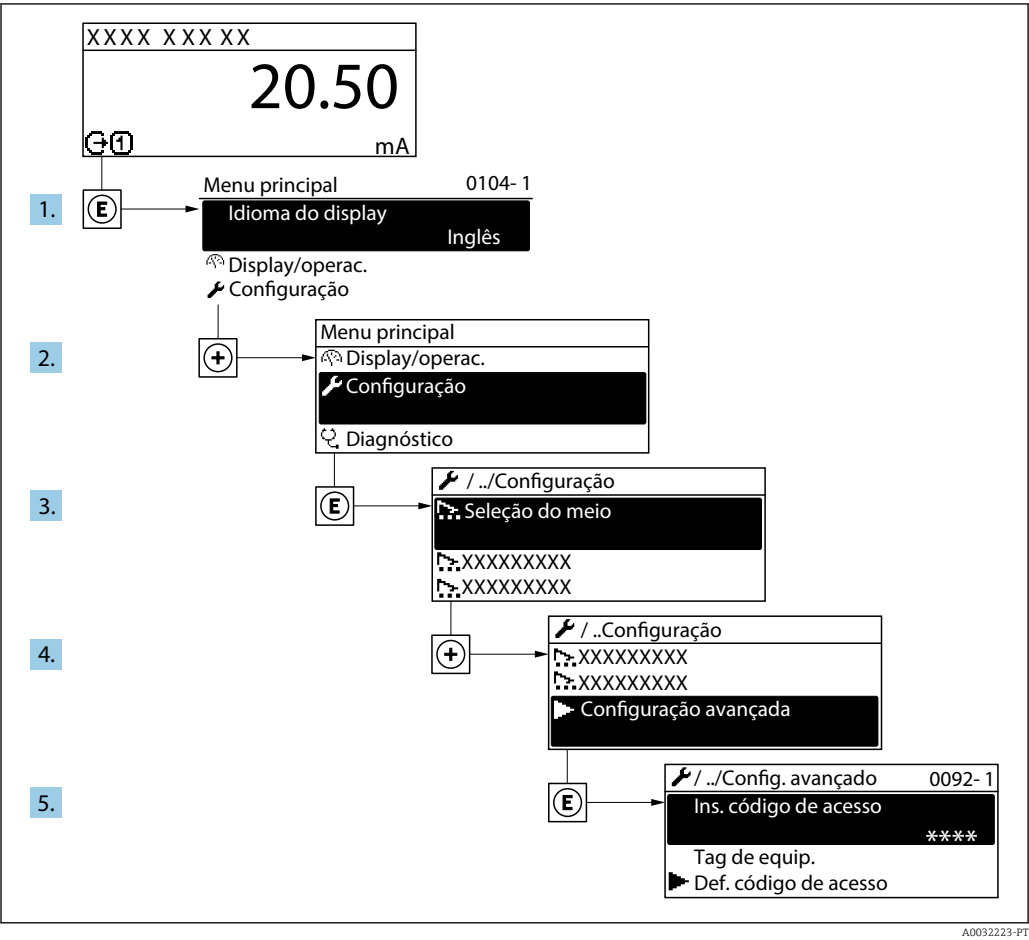 XXXX XXX XX
20.50
1 mA
1. E Menu principal 0104- 1
Idioma do display
Inglês
Display/operac.
Configuração
2. + Menu principal
Display/operac.
Configuração
Diagnóstico
3. E / ../Configuração
Seleção do meio
XXXXXXXXX
XXXXXXXXX
4. + / ..Configuração
XXXXXXXXX
XXXXXXXXX
Configuração avançada
5. E / ../Config. avançado 0092- 1
Ins. código de acesso
****
Tag de equip.
Def. código de acesso
A0032223-PT